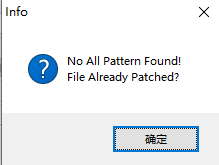 Info
No All Pattern Found!
File Already Patched?
确定